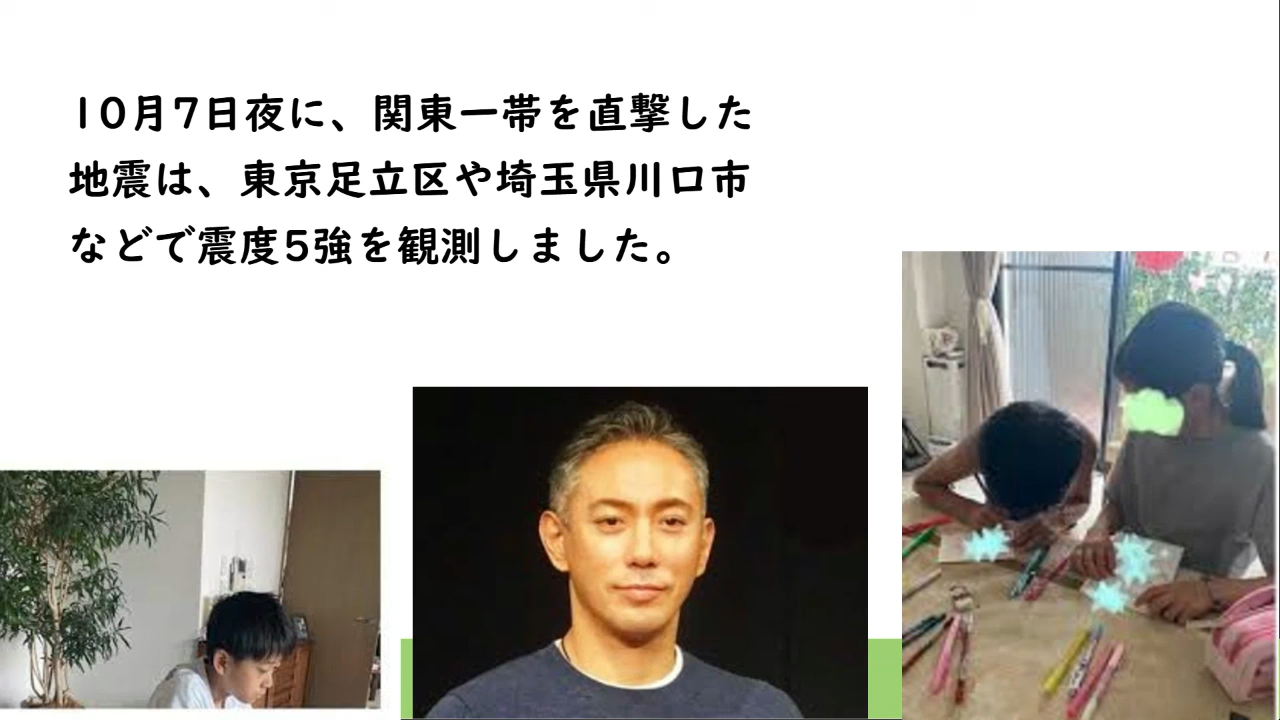 10月7日夜に、関東一帯を直撃した
地震は、東京足立区や埼玉県川口市
などで震度5強を観測しました。